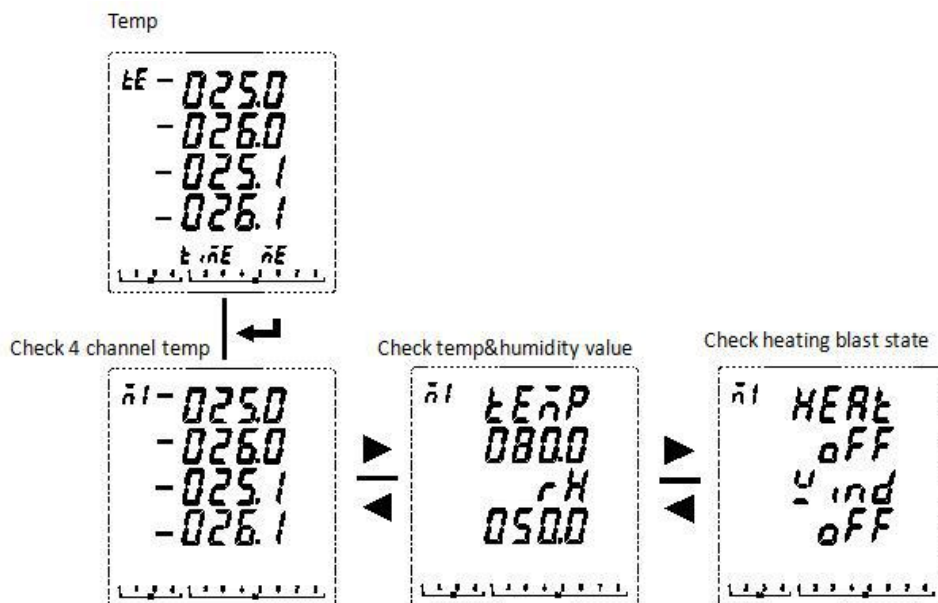 Temp
tE - 025.0
- 026.0
- 025.1
- 026.1
timE mE
Check 4 channel temp
m1 - 025.0
- 026.0
- 025.1
- 026.1
Check temp&humidity value
m1 tEmP
080.0
rH
050.0
Check heating blast state
m1 HEAt
oFF
Wind
oFF